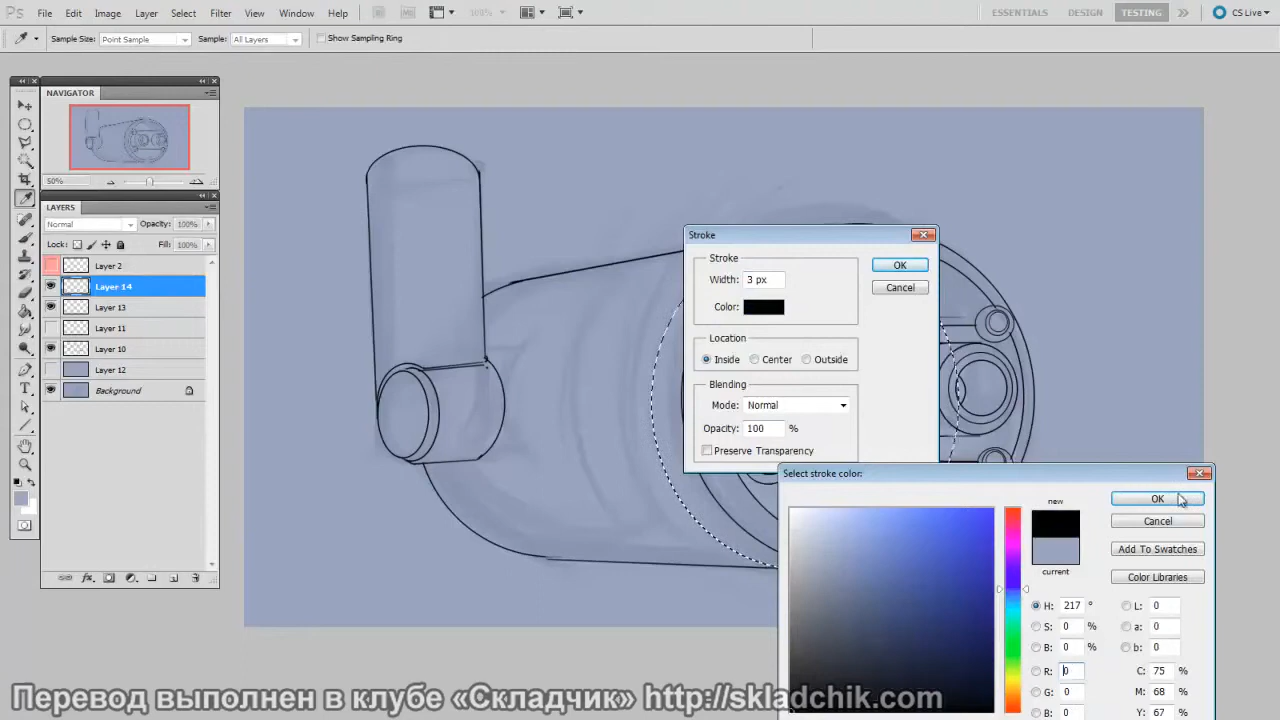 Ps File Edit Image Layer Select Filter View Window Help 100% ESSENTIALS DESIGN TESTING CS Live
Sample Size: Point Sample Sample: All Layers Show Sampling Ring
NAVIGATOR
50%
LAYERS
Normal Opacity: 100%
Lock: Fill: 100%
Layer 2
Layer 14
Layer 13
Layer 11
Layer 10
Layer 12
Background
T
fx
Stroke
Stroke
Width: 3 px
Color:
OK
Cancel
Location
Inside Center Outside
Blending
Mode: Normal
Opacity: 100 %
Preserve Transparency
Select stroke color:
new
current
OK
Cancel
Add To Swatches
Color Libraries
H: 217 ° L: 0
S: 0 % a: 0
B: 0 % b: 0
R: 0 C: 75 %
G: 0 M: 68 %
B: 0 Y: 67 %
Перевод выполнен в клубе «Складчик» http://skladchik.com